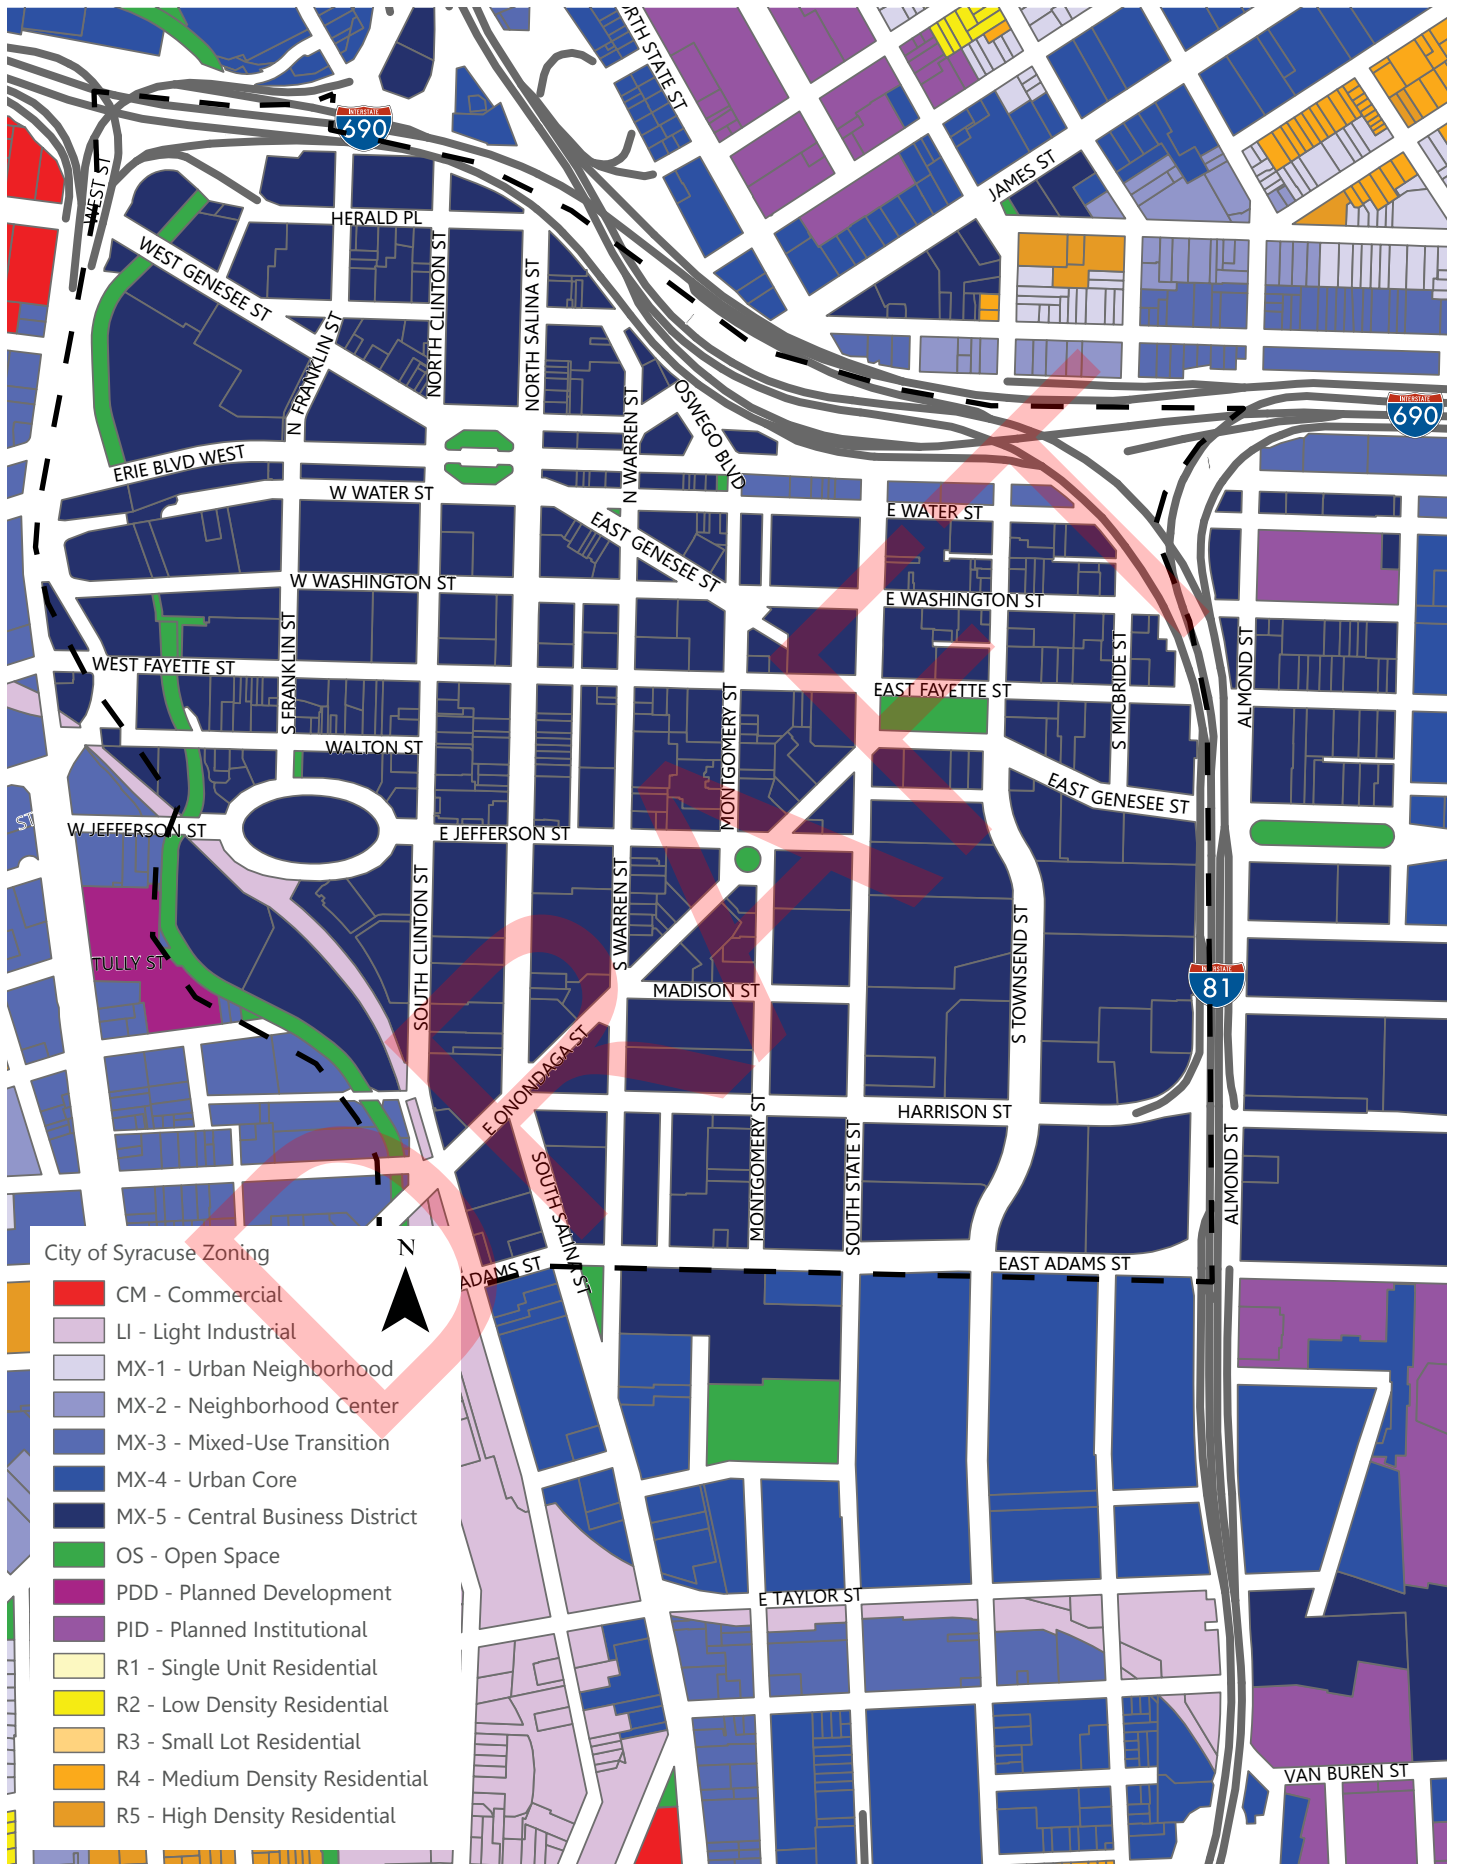 NORTH STATE ST
INTERSTATE
690
WEST ST
JAMES ST
HERALD PL
WEST GENESEE ST
NORTH CLINTON ST
NORTH SALINA ST
N FRANKLIN ST
OSWEGO BLVD
N WARREN ST
INTERSTATE
690
ERIE BLVD WEST
W WATER ST
E WATER ST
EAST GENESEE ST
W WASHINGTON ST
E WASHINGTON ST
S FRANKLIN ST
S MCBRIDE ST
ALMOND ST
WEST FAYETTE ST
EAST FAYETTE ST
MONTGOMERY ST
WALTON ST
EAST GENESEE ST
ST
W JEFFERSON ST
E JEFFERSON ST
SOUTH CLINTON ST
S WARREN ST
S TOWNSEND ST
TULLY ST
MADISON ST
INTERSTATE
81
E ONONDAGA ST
HARRISON ST
MONTGOMERY ST
SOUTH STATE ST
ALMOND ST
SOUTH SALINA ST
ADAMS ST
EAST ADAMS ST
DRAFT
City of Syracuse Zoning
N
CM - Commercial
LI - Light Industrial
MX-1 - Urban Neighborhood
MX-2 - Neighborhood Center
MX-3 - Mixed-Use Transition
MX-4 - Urban Core
MX-5 - Central Business District
OS - Open Space
PDD - Planned Development
PID - Planned Institutional
R1 - Single Unit Residential
R2 - Low Density Residential
R3 - Small Lot Residential
R4 - Medium Density Residential
R5 - High Density Residential
E TAYLOR ST
VAN BUREN ST